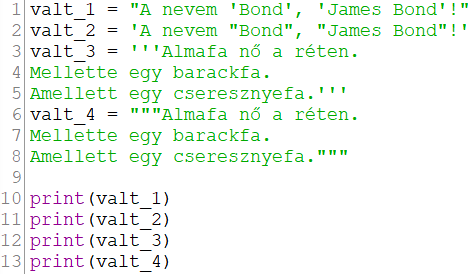 1 valt_1 = "A nevem 'Bond', 'James Bond'!"
2 valt_2 = 'A nevem "Bond", "James Bond"!'
3 valt_3 = '''Almafa nő a réten.
4 Mellette egy barackfa.
5 Amellett egy cseresznyefa.'''
6 valt_4 = """Almafa nő a réten.
7 Mellette egy barackfa.
8 Amellett egy cseresznyefa."""
9
10 print(valt_1)
11 print(valt_2)
12 print(valt_3)
13 print(valt_4)